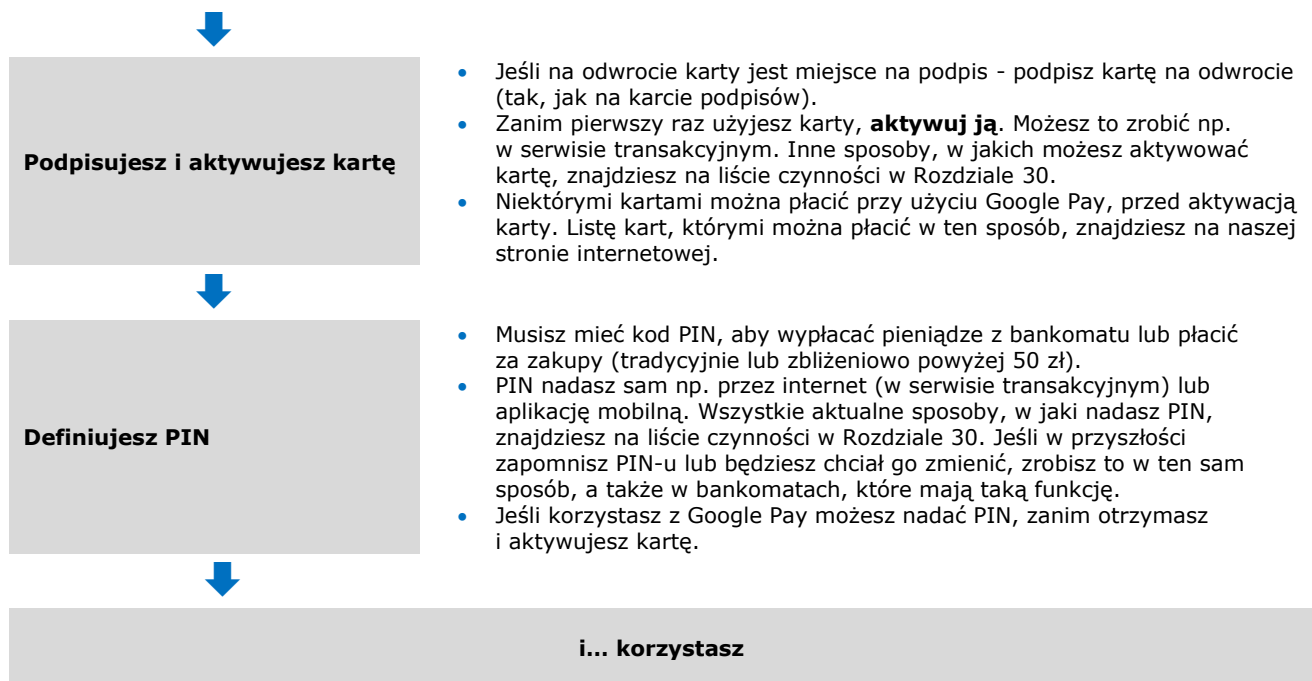 Podpisujesz i aktywujesz kartę
• Jeśli na odwrocie karty jest miejsce na podpis - podpisz kartę na odwrocie
(tak, jak na karcie podpisów).
• Zanim pierwszy raz użyjesz karty, aktywuj ją. Możesz to zrobić np.
w serwisie transakcyjnym. Inne sposoby, w jakich możesz aktywować
kartę, znajdziesz na liście czynności w Rozdziale 30.
• Niektórymi kartami można płacić przy użyciu Google Pay, przed aktywacją
karty. Listę kart, którymi można płacić w ten sposób, znajdziesz na naszej
stronie internetowej.
Definiujesz PIN
• Musisz mieć kod PIN, aby wypłacać pieniądze z bankomatu lub płacić
za zakupy (tradycyjnie lub zbliżeniowo powyżej 50 zł).
• PIN nadasz sam np. przez internet (w serwisie transakcyjnym) lub
aplikację mobilną. Wszystkie aktualne sposoby, w jaki nadasz PIN,
znajdziesz na liście czynności w Rozdziale 30. Jeśli w przyszłości
zapomnisz PIN-u lub będziesz chciał go zmienić, zrobisz to w ten sam
sposób, a także w bankomatach, które mają taką funkcję.
• Jeśli korzystasz z Google Pay możesz nadać PIN, zanim otrzymasz
i aktywujesz kartę.
i... korzystasz